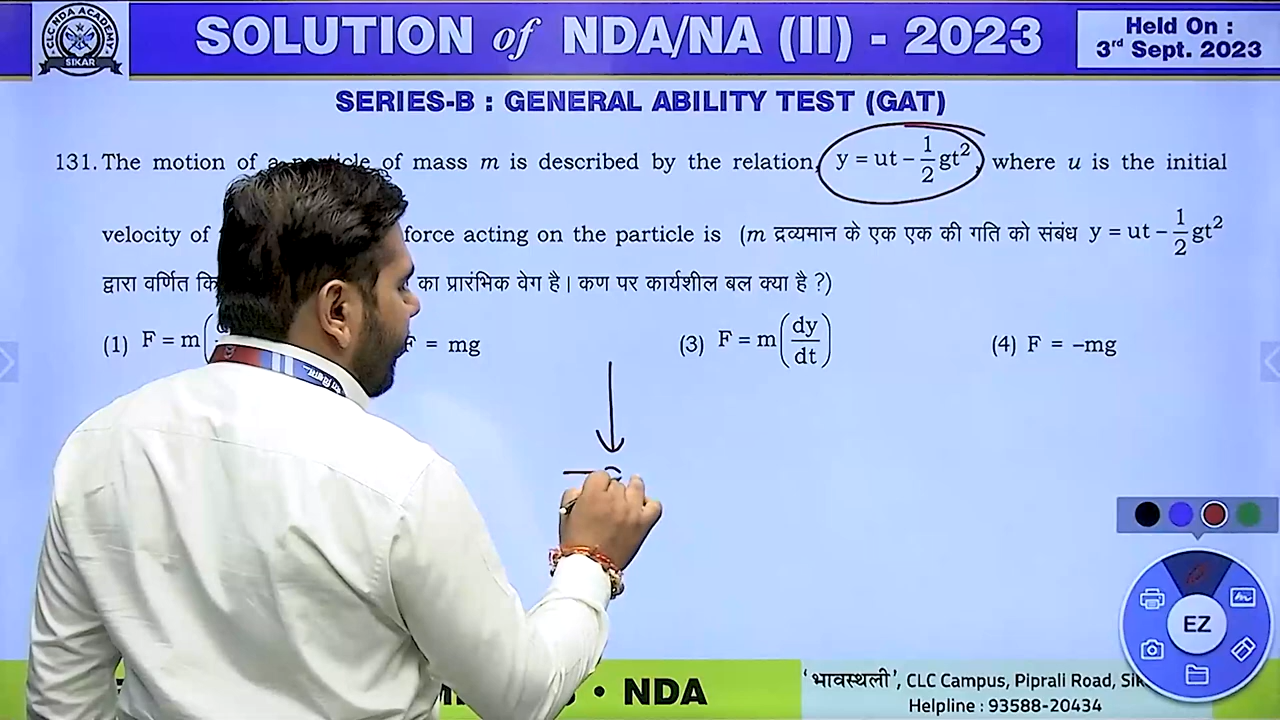 CLC NDA ACADEMY
SIKAR
SOLUTION of NDA/NA (II) - 2023
Held On :
3rd Sept. 2023
SERIES-B : GENERAL ABILITY TEST (GAT)
131. The motion of a particle of mass m is described by the relation, y = ut – 1/2 gt², where u is the initial
velocity of force acting on the particle is (m द्रव्यमान के एक एक की गति को संबंध y = ut – 1/2 gt²
द्वारा वर्णित का प्रारंभिक वेग है। कण पर कार्यशील बल क्या है ?)
(1) F = m( F = mg (3) F = m(dy/dt) (4) F = –mg
EZ
• NDA
'भावस्थली', CLC Campus, Piprali Road,
Helpline : 93588-20434